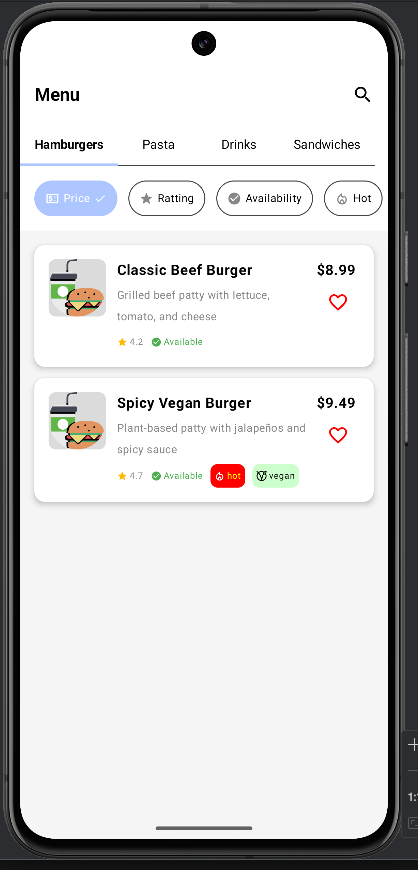 Menu
Hamburgers Pasta Drinks Sandwiches
Price Ratting Availability Hot
Classic Beef Burger $8.99
Grilled beef patty with lettuce,
tomato, and cheese
4.2 Available
Spicy Vegan Burger $9.49
Plant-based patty with jalapeños and
spicy sauce
4.7 Available hot vegan